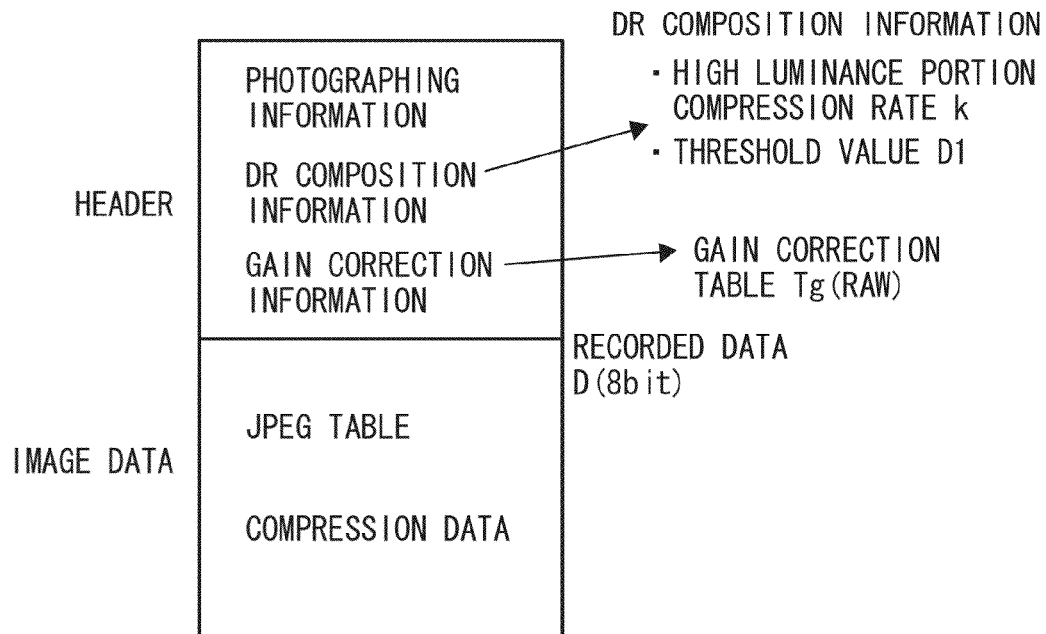 DR COMPOSITION INFORMATION
· HIGH LUMINANCE PORTION
COMPRESSION RATE k
· THRESHOLD VALUE D1
HEADER
PHOTOGRAPHING
INFORMATION
DR COMPOSITION
INFORMATION
GAIN CORRECTION
INFORMATION
GAIN CORRECTION
TABLE Tg(RAW)
RECORDED DATA
D(8bit)
IMAGE DATA
JPEG TABLE
COMPRESSION DATA